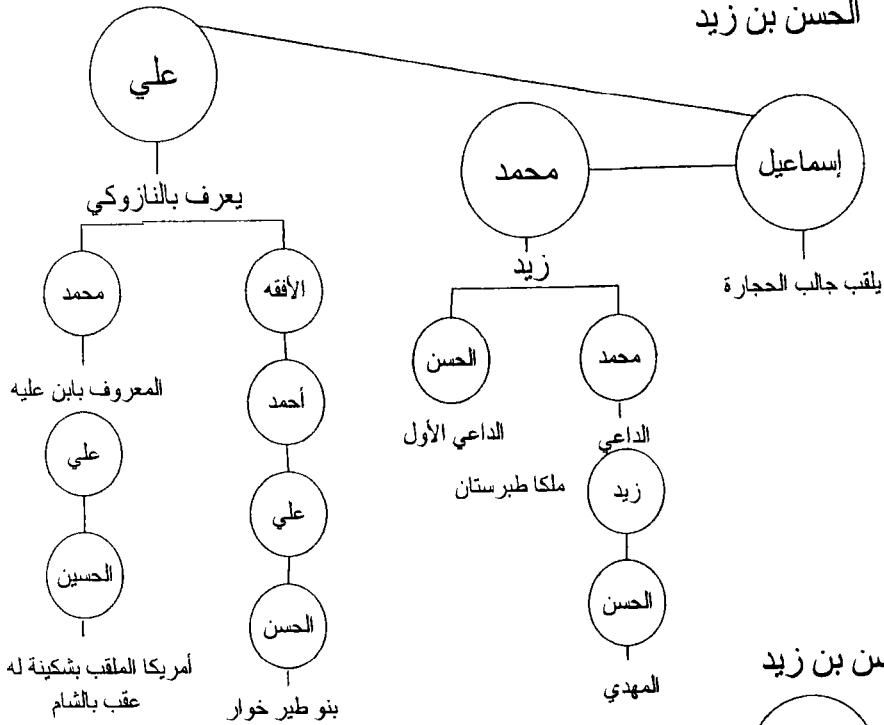 الحسن بن زيد
علي
إسماعيل
محمد
يعرف بالنازوكي
يلقب جالب الحجارة
زيد
محمد
الأفقه
الحسن
محمد
المعروف بابن عليه
أحمد
الداعي الأول
الداعي
علي
علي
ملكا طبرستان
زيد
الحسين
الحسن
الحسن
أمريكا الملقب بشكينة له
عقب بالشام
بنو طير خوار
المهدي
سن بن زيد